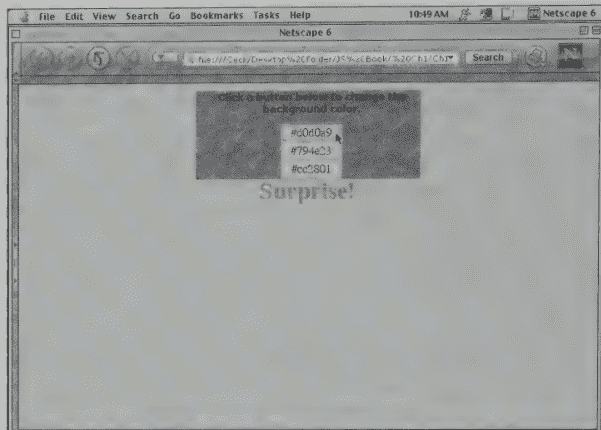 File Edit View Search Go Bookmarks Tasks Help 10:49 AM Netscape 6
Netscape 6
Search
Click a button below to change the
background color.
#d0d0a9
#794e23
#cc2801
Surprise!